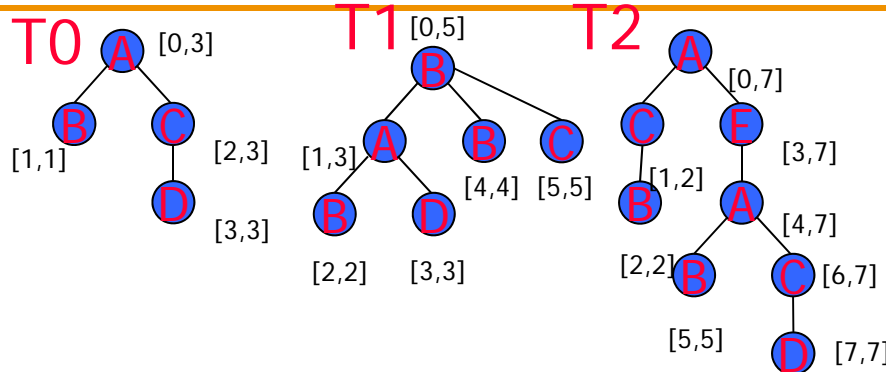 T0
A
[0,3]
B
C
[1,1]
[2,3]
D
[3,3]
T1
[0,5]
B
A
B
C
[1,3]
[4,4]
[5,5]
B
D
[2,2]
[3,3]
T2
A
[0,7]
C
E
[3,7]
[1,2]
B
A
[4,7]
[2,2]
B
C
[6,7]
[5,5]
D
[7,7]